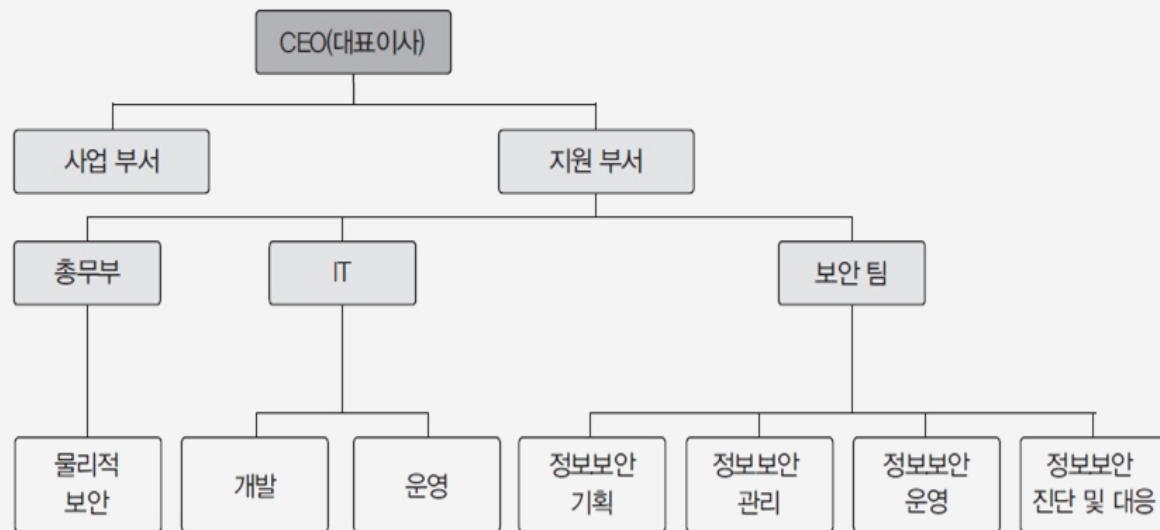 CEO(대표이사)
사업 부서
지원 부서
총무부
IT
보안 팀
물리적
보안
개발
운영
정보보안
기획
정보보안
관리
정보보안
운영
정보보안
진단 및 대응